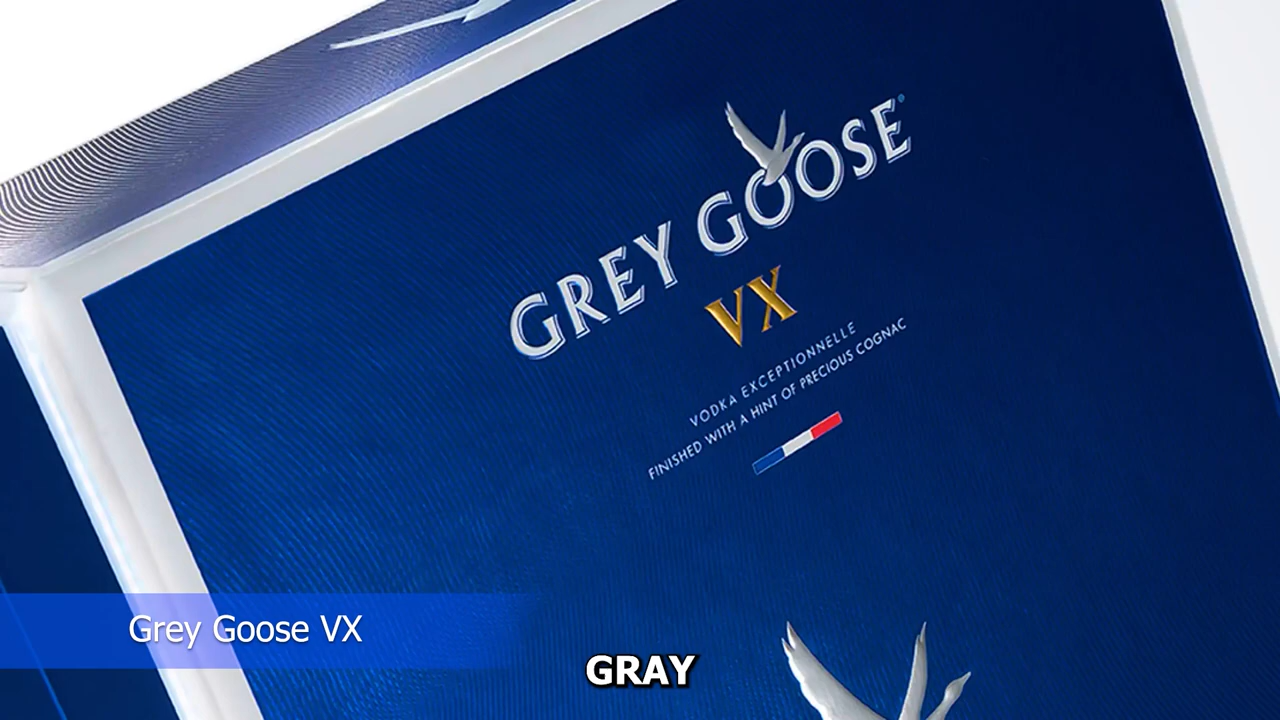 GREY GOOSE
VX
VODKA EXCEPTIONNELLE
FINISHED WITH A HINT OF PRECIOUS COGNAC
Grey Goose VX
GRAY